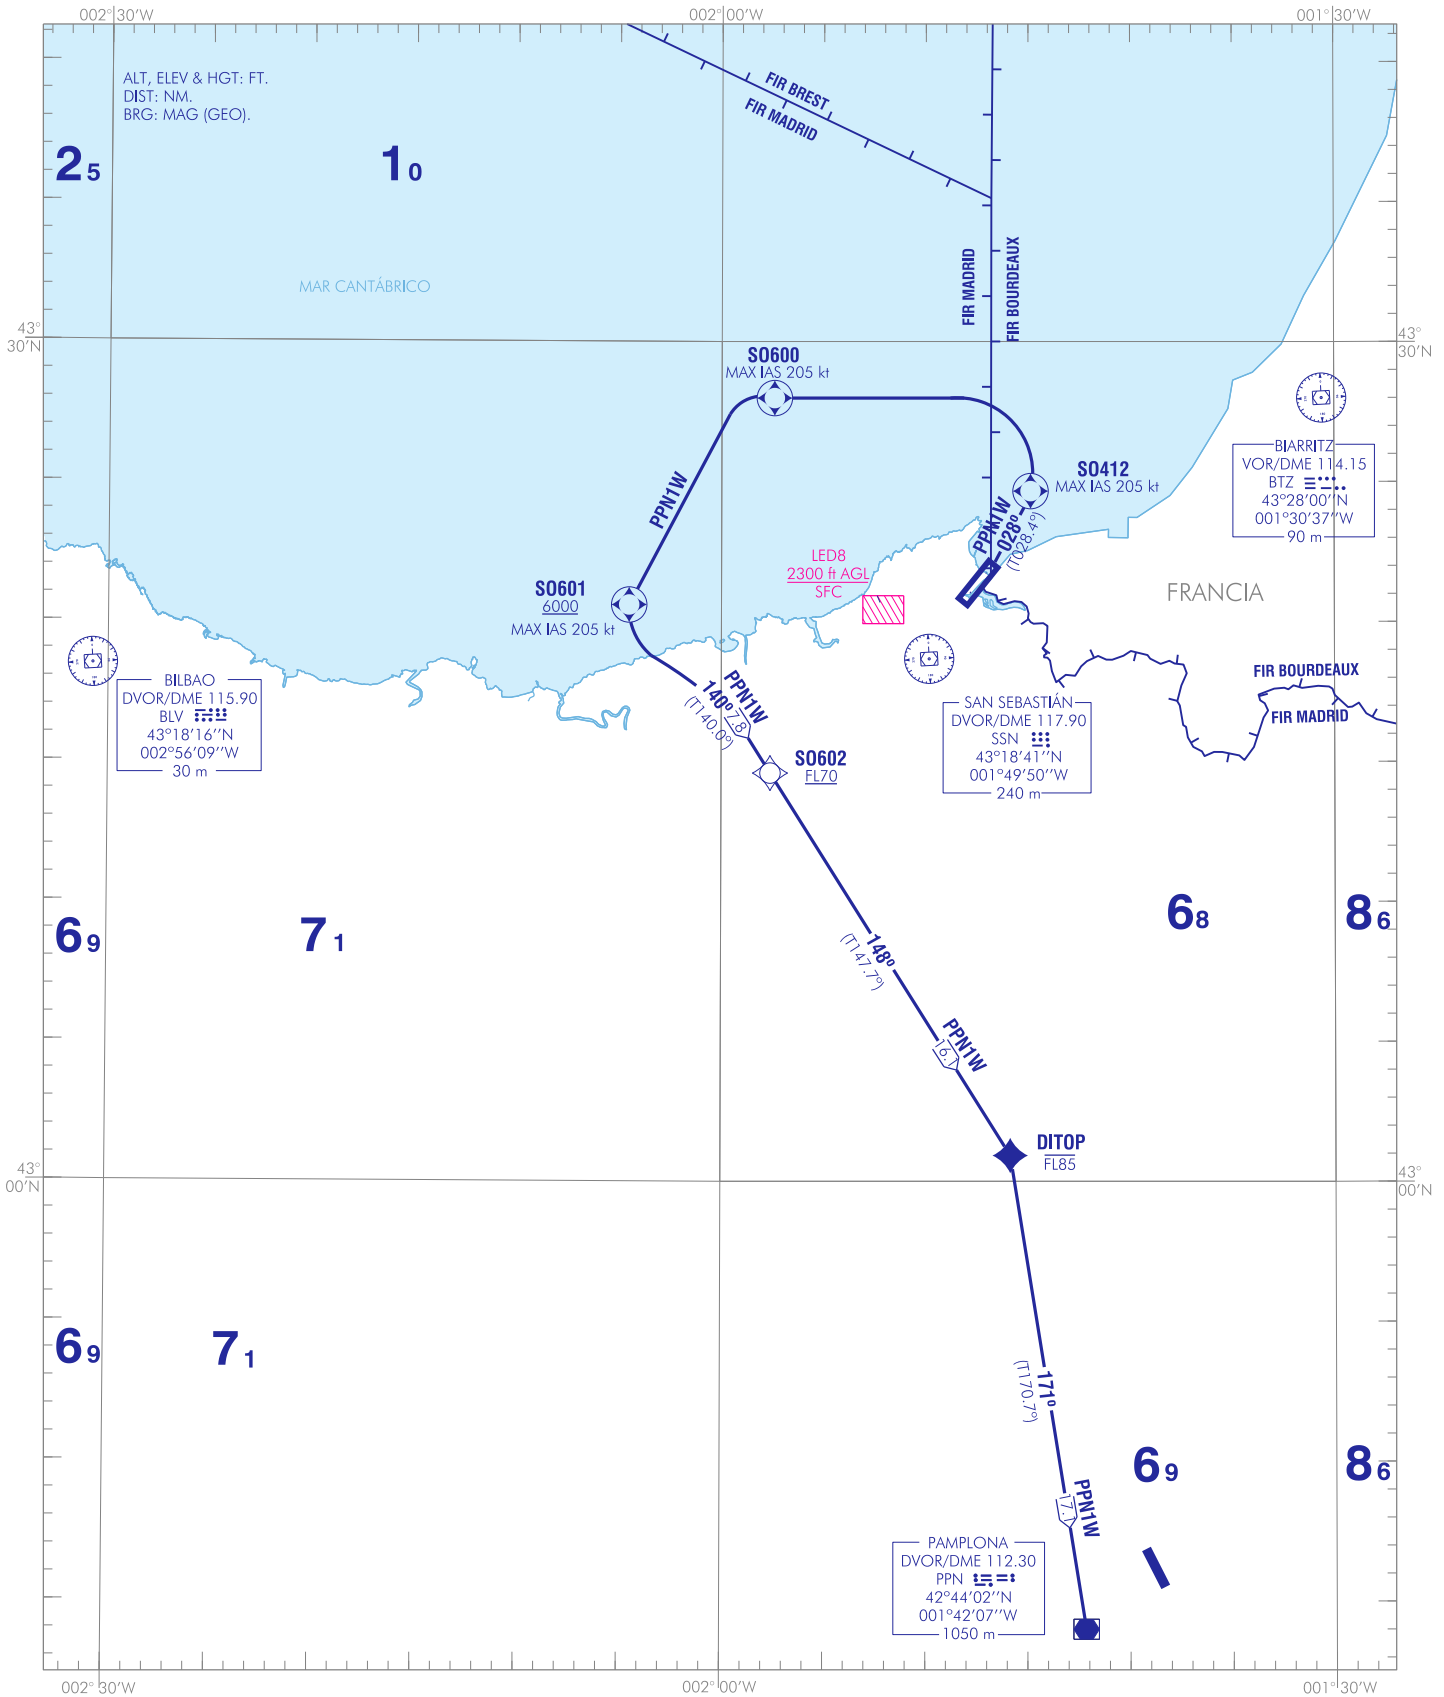 002°30'W
002°00'W
001°30'W
ALT, ELEV & HGT: FT.
DIST: NM.
BRG: MAG (GEO).
25
10
FIR BREST
FIR MADRID
MAR CANTÁBRICO
FIR MADRID
FIR BOURDEAUX
43°
30'N
43°
30'N
SO600
MAX IAS 205 kt
PPN1W
SO412
MAX IAS 205 kt
PPN1W
028º
(T028.4°)
BIARRITZ
VOR/DME 114.15
BTZ
43°28'00''N
001°30'37''W
90 m
LED8
2300 ft AGL
SFC
FRANCIA
SO601
6000
MAX IAS 205 kt
BILBAO
DVOR/DME 115.90
BLV
43°18'16''N
002°56'09''W
30 m
PPN1W
140º
7.8
(T140.0°)
SAN SEBASTIÁN
DVOR/DME 117.90
SSN
43°18'41''N
001°49'50''W
240 m
FIR BOURDEAUX
FIR MADRID
SO602
FL70
69
71
68
86
148º
(T147.7°)
PPN1W
16.1
DITOP
FL85
43°
00'N
43°
00'N
69
71
171º
(T170.7°)
69
86
PPN1W
17.1
PAMPLONA
DVOR/DME 112.30
PPN
42°44'02''N
001°42'07''W
1050 m
002°30'W
002°00'W
001°30'W